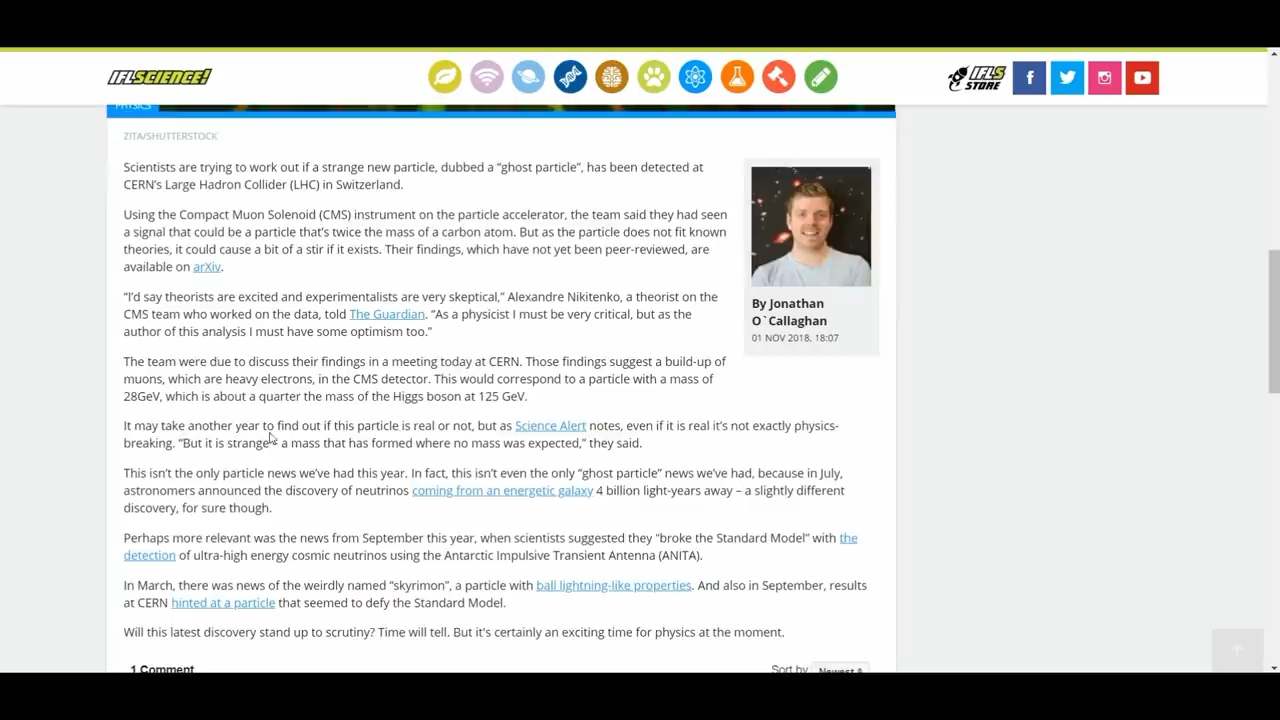 IFLSCIENCE!
IFLS
STORE
PHYSICS
ZITA/SHUTTERSTOCK
Scientists are trying to work out if a strange new particle, dubbed a “ghost particle”, has been detected at
CERN’s Large Hadron Collider (LHC) in Switzerland.
Using the Compact Muon Solenoid (CMS) instrument on the particle accelerator, the team said they had seen
a signal that could be a particle that’s twice the mass of a carbon atom. But as the particle does not fit known
theories, it could cause a bit of a stir if it exists. Their findings, which have not yet been peer-reviewed, are
available on arXiv.
“I’d say theorists are excited and experimentalists are very skeptical,” Alexandre Nikitenko, a theorist on the
CMS team who worked on the data, told The Guardian. “As a physicist I must be very critical, but as the
author of this analysis I must have some optimism too.”
By Jonathan
O`Callaghan
01 NOV 2018, 18:07
The team were due to discuss their findings in a meeting today at CERN. Those findings suggest a build-up of
muons, which are heavy electrons, in the CMS detector. This would correspond to a particle with a mass of
28GeV, which is about a quarter the mass of the Higgs boson at 125 GeV.
It may take another year to find out if this particle is real or not, but as Science Alert notes, even if it is real it’s not exactly physics-
breaking. “But it is strange – a mass that has formed where no mass was expected,” they said.
This isn’t the only particle news we’ve had this year. In fact, this isn’t even the only “ghost particle” news we’ve had, because in July,
astronomers announced the discovery of neutrinos coming from an energetic galaxy 4 billion light-years away – a slightly different
discovery, for sure though.
Perhaps more relevant was the news from September this year, when scientists suggested they “broke the Standard Model” with the
detection of ultra-high energy cosmic neutrinos using the Antarctic Impulsive Transient Antenna (ANITA).
In March, there was news of the weirdly named “skyrimon”, a particle with ball lightning-like properties. And also in September, results
at CERN hinted at a particle that seemed to defy the Standard Model.
Will this latest discovery stand up to scrutiny? Time will tell. But it's certainly an exciting time for physics at the moment.
1 Comment
Sort by Newest